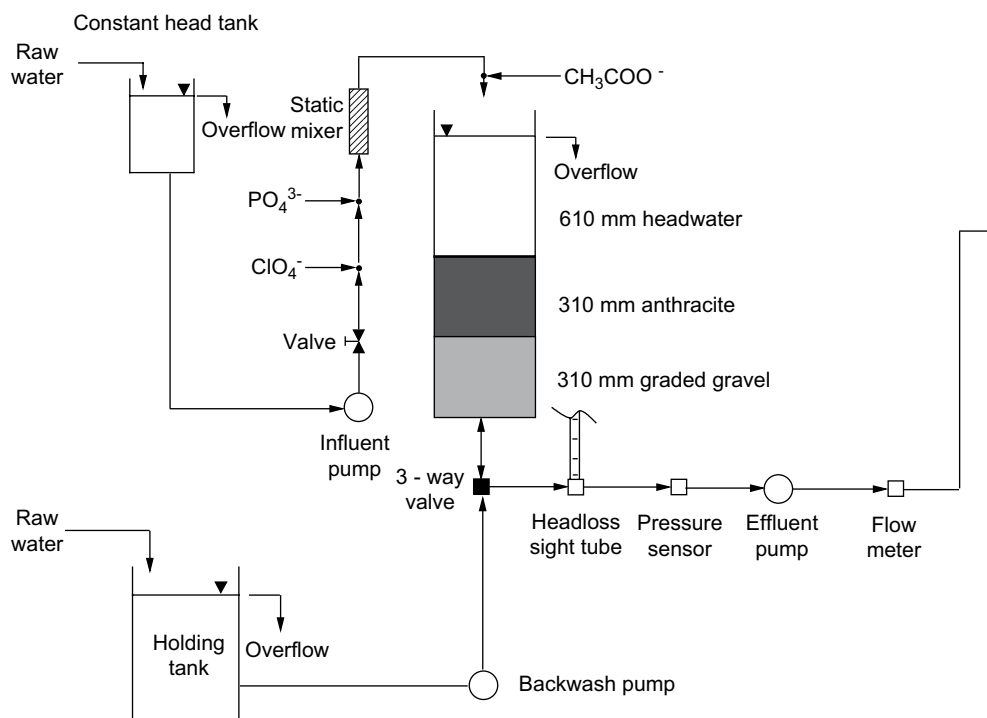 Constant head tank
Raw
water
Overflow
Static
mixer
CH₃COO⁻
Overflow
PO₄³⁻
610 mm headwater
ClO₄⁻
310 mm anthracite
Valve
310 mm graded gravel
Influent
pump
3 - way
valve
Headloss
sight tube
Pressure
sensor
Effluent
pump
Flow
meter
Raw
water
Holding
tank
Overflow
Backwash pump